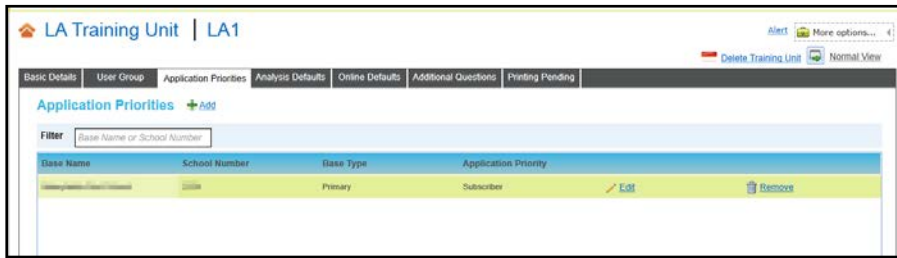 LA Training Unit | LA1
Alert More options...
Delete Training Unit Normal View
Basic Details User Group Application Priorities Analysis Defaults Online Defaults Additional Questions Printing Pending
Application Priorities Add
Filter Base Name or School Number
Base Name School Number Base Type Application Priority
Primary Subscriber Edit Remove